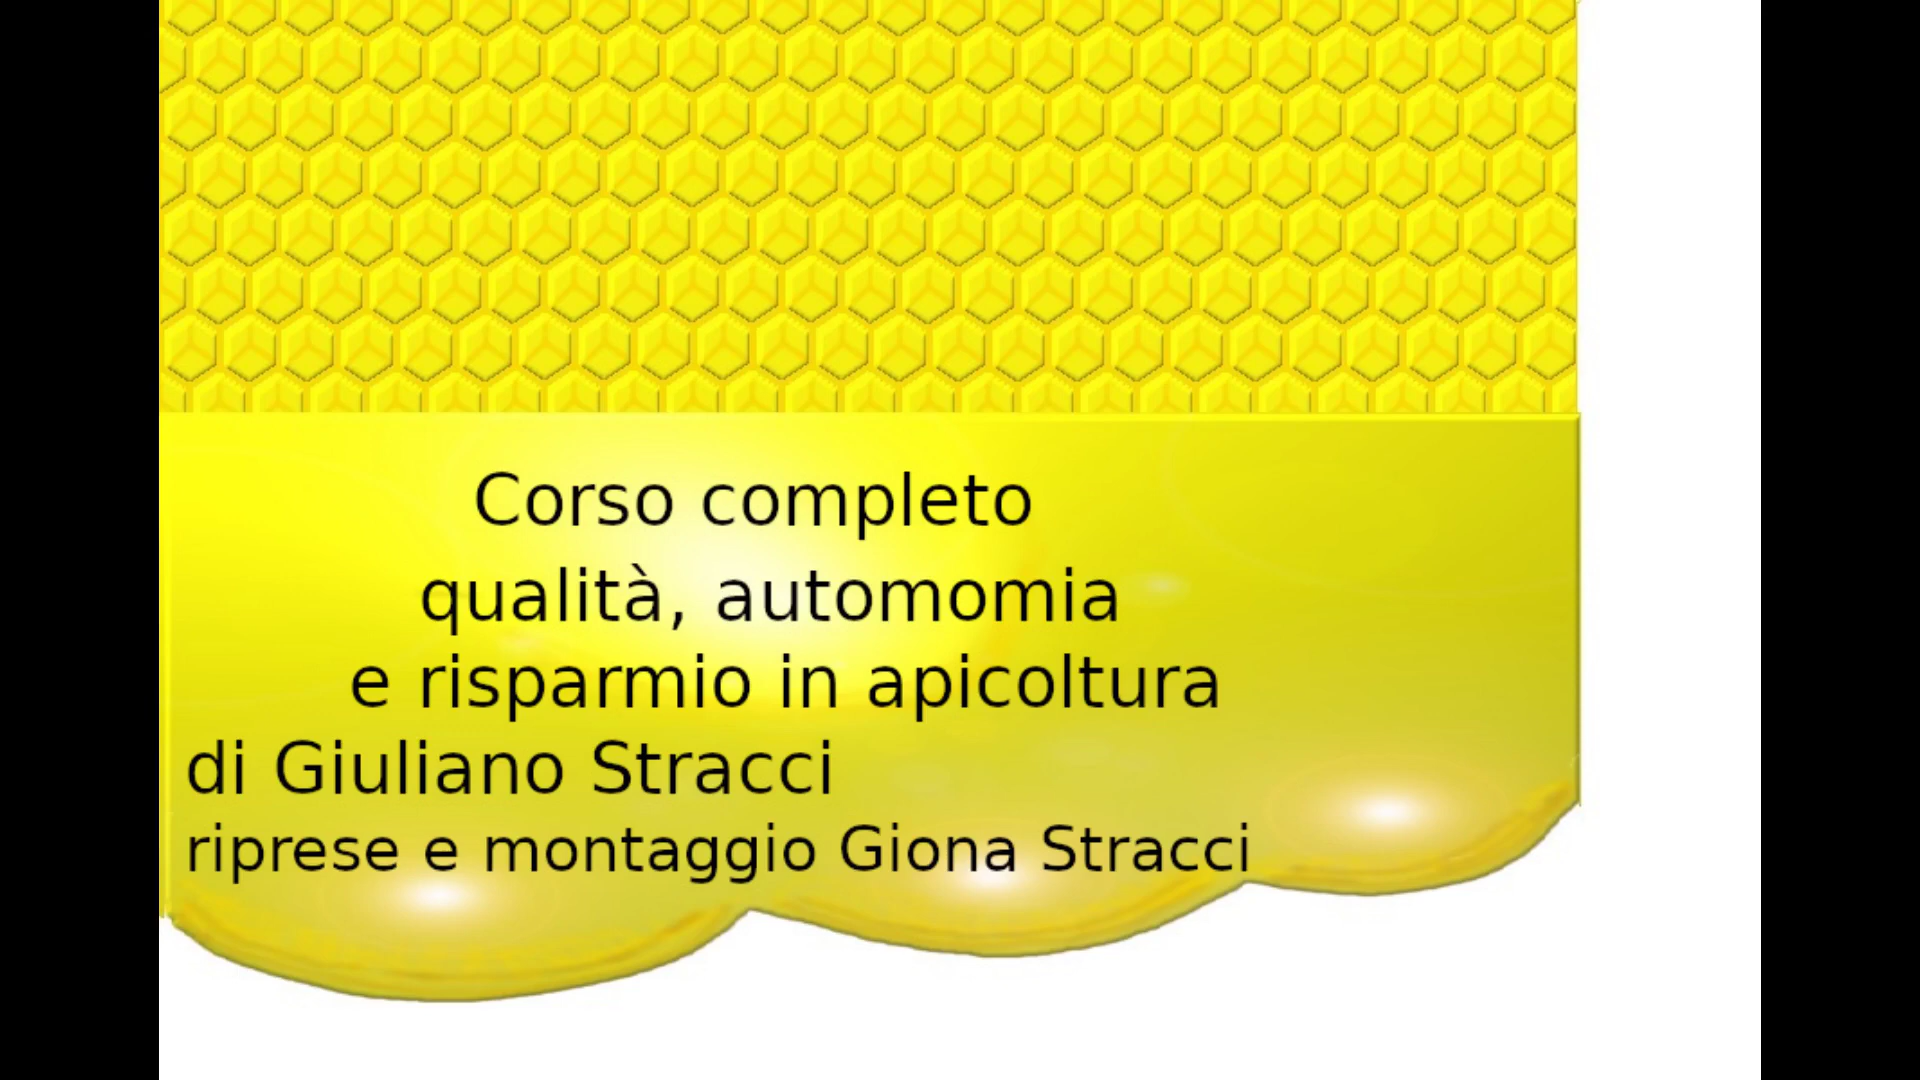 Corso completo
qualità, automomia
e risparmio in apicoltura
di Giuliano Stracci
riprese e montaggio Giona Stracci